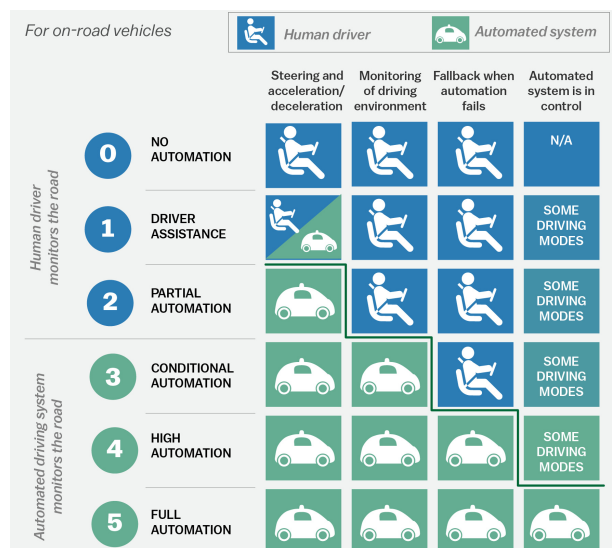 For on-road vehicles
Human driver
Automated system
Steering and
acceleration/
deceleration
Monitoring
of driving
environment
Fallback when
automation
fails
Automated
system is in
control
Human driver
monitors the road
0
NO
AUTOMATION
N/A
1
DRIVER
ASSISTANCE
SOME
DRIVING
MODES
2
PARTIAL
AUTOMATION
SOME
DRIVING
MODES
Automated driving system
monitors the road
3
CONDITIONAL
AUTOMATION
SOME
DRIVING
MODES
4
HIGH
AUTOMATION
SOME
DRIVING
MODES
5
FULL
AUTOMATION